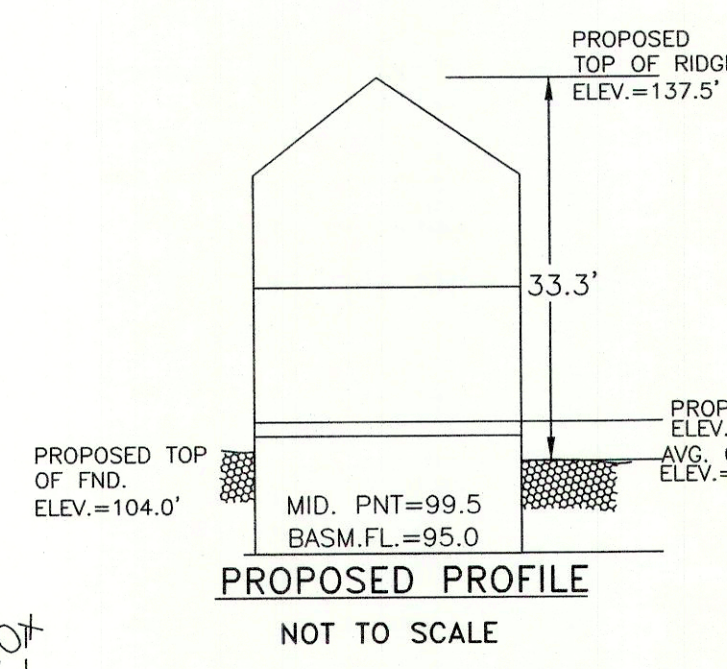 PROPOSED
TOP OF RIDG
ELEV.=137.5'
33.3'
PROP
ELEV.
AVG.
ELEV.=
PROPOSED TOP
OF FND.
ELEV.=104.0'
MID. PNT=99.5
BASM.FL.=95.0
PROPOSED PROFILE
NOT TO SCALE